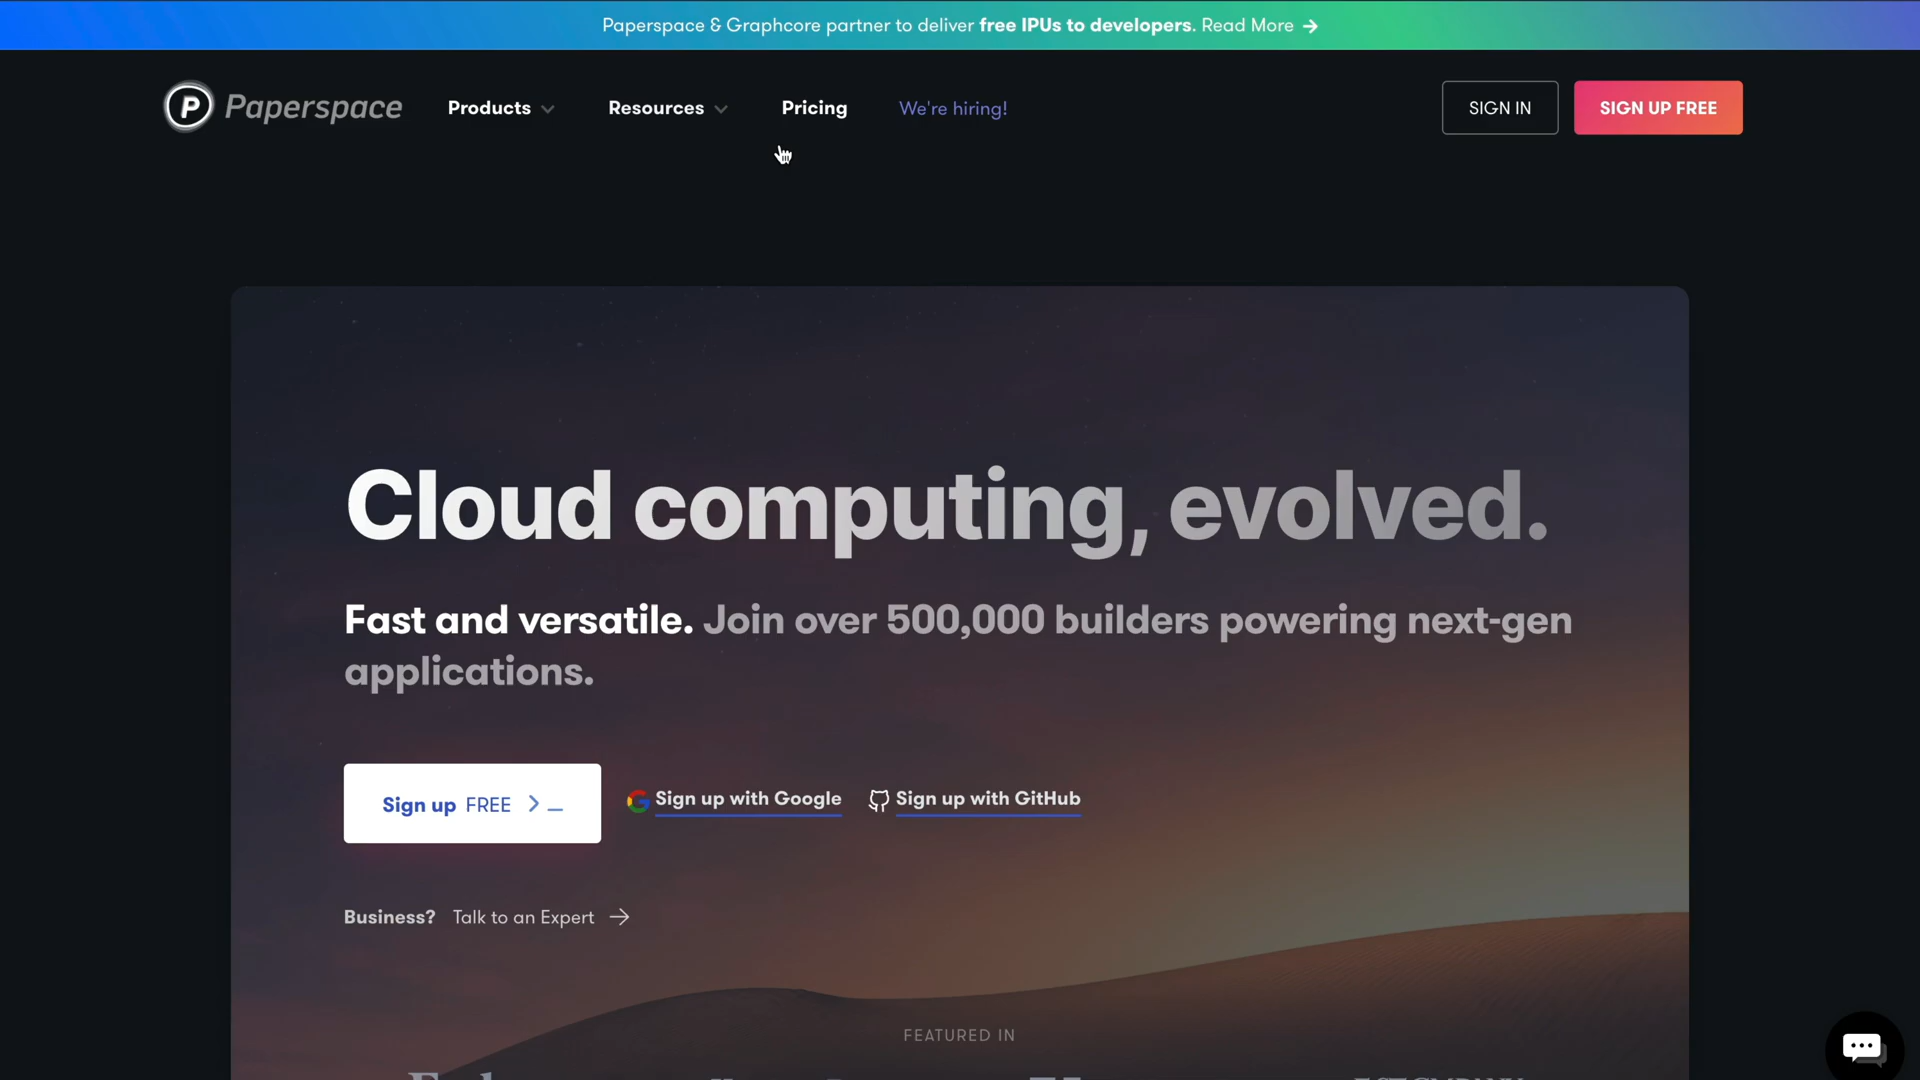 Paperspace & Graphcore partner to deliver free IPUs to developers. Read More →
P Paperspace
Products
Resources
Pricing
We're hiring!
SIGN IN
SIGN UP FREE
Cloud computing, evolved.
Fast and versatile. Join over 500,000 builders powering next-gen
applications.
Sign up FREE > _
Sign up with Google
Sign up with GitHub
Business? Talk to an Expert →
FEATURED IN